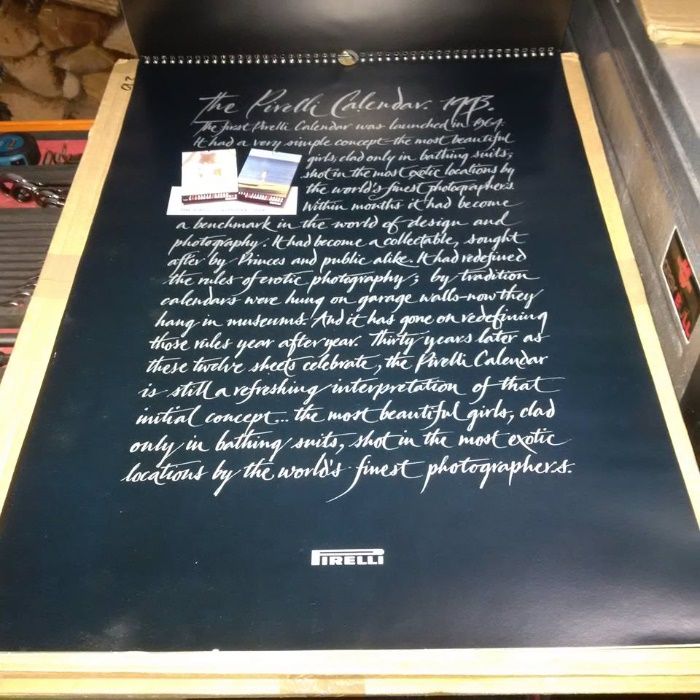 The Pirelli Calendar. 1993.
The first Pirelli Calendar was launched in 1964.
It had a very simple concept-the most beautiful
girls, clad only in bathing suits,
shot in the most exotic locations by
the world's finest photographers.
Within months it had become
a benchmark in the world of design and
photography. It had become a collectable, sought
after by Princes and public alike. It had redefined
the rules of erotic photography; by tradition
calendars were hung on garage walls-now they
hang in museums. And it has gone on redefining
those rules year after year. Thirty years later as
these twelve sheets celebrate, the Pirelli Calendar
is still a refreshing interpretation of that
initial concept... the most beautiful girls, clad
only in bathing suits, shot in the most exotic
locations by the world's finest photographers.
PIRELLI